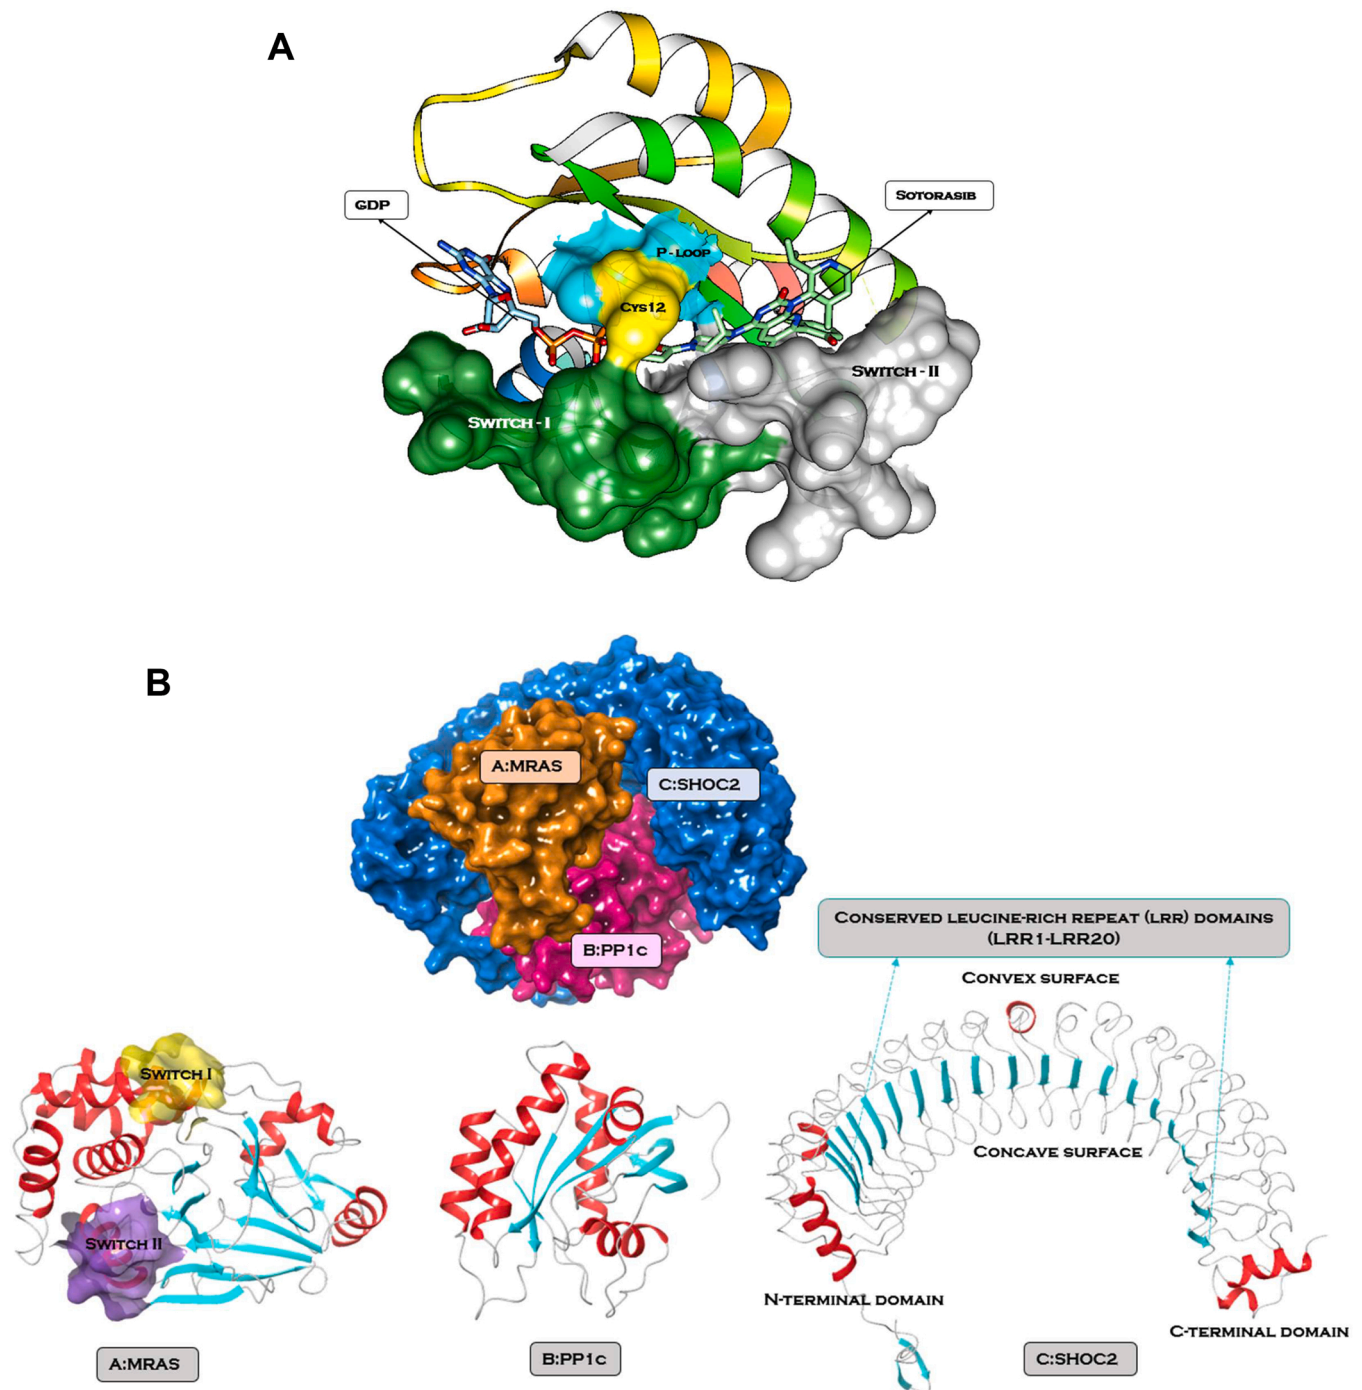 A
GDP
Sotorasib
P - loop
Cys12
Switch - II
Switch - I
B
A:MRAS
C:SHOC2
B:PP1c
Conserved leucine-rich repeat (LRR) domains
(LRR1-LRR20)
Convex surface
Switch I
Concave surface
Switch II
N-terminal domain
C-terminal domain
A:MRAS
B:PP1c
C:SHOC2